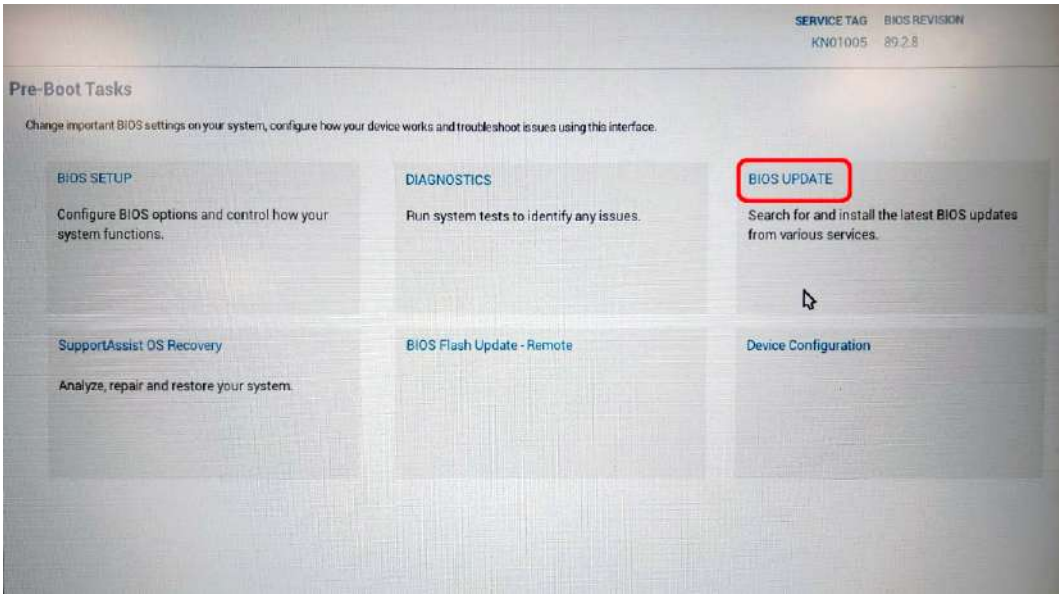 SERVICE TAG BIOS REVISION
KN01005 89.2.8
Pre-Boot Tasks
Change important BIOS settings on your system, configure how your device works and troubleshoot issues using this interface.
BIOS SETUP
Configure BIOS options and control how your
system functions.
DIAGNOSTICS
Run system tests to identify any issues.
BIOS UPDATE
Search for and install the latest BIOS updates
from various services.
SupportAssist OS Recovery
Analyze, repair and restore your system.
BIOS Flash Update - Remote
Device Configuration